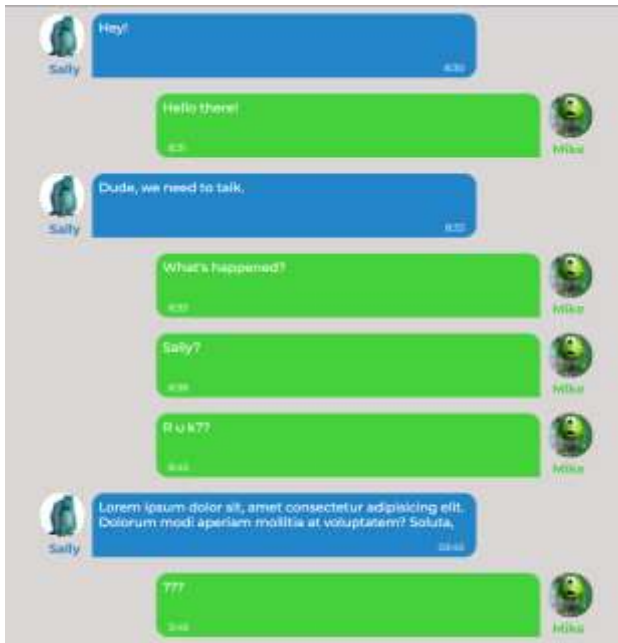 Hey!
Sally
Hello there!
Mike
Dude, we need to talk.
Sally
What's happened?
Mike
Sally?
Mike
R u k??
Mike
Lorem ipsum dolor sit, amet consectetur adipisicing elit.
Dolorum modi aperiam mollitia at voluptatem? Soluta,
Sally
???
Mike